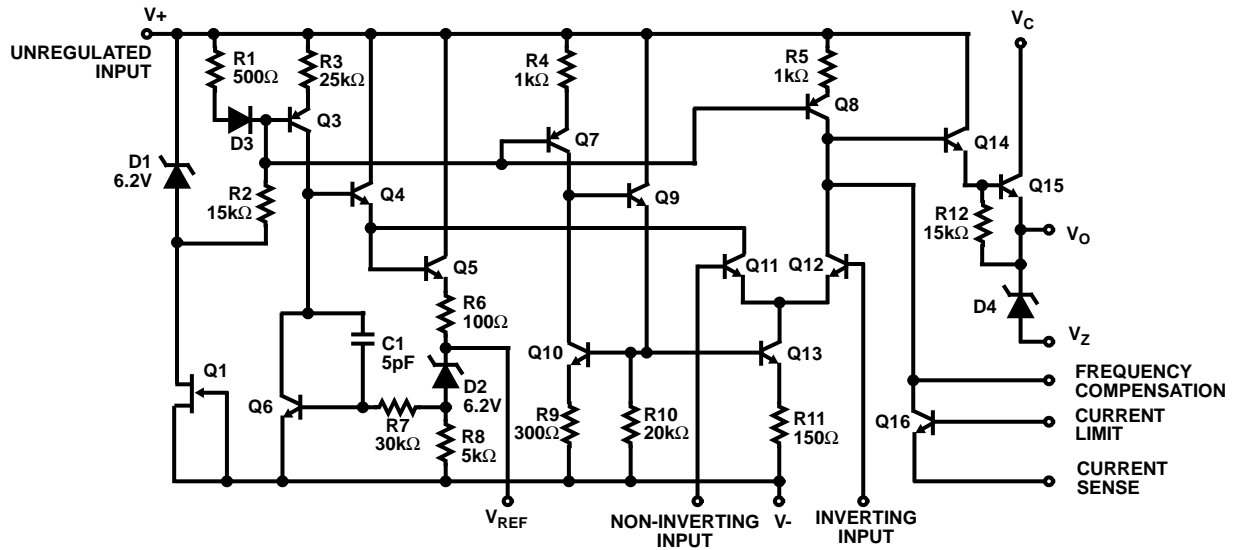 V+
UNREGULATED
INPUT
R1
500Ω
R3
25kΩ
R4
1kΩ
R5
1kΩ
VC
D3
Q3
Q7
Q8
Q14
D1
6.2V
R2
15kΩ
Q4
Q9
Q15
R12
15kΩ
VO
Q5
Q11
Q12
R6
100Ω
D4
C1
5pF
Q10
Q13
VZ
Q1
D2
6.2V
FREQUENCY
COMPENSATION
Q6
R7
30kΩ
R8
5kΩ
R9
300Ω
R10
20kΩ
R11
150Ω
Q16
CURRENT
LIMIT
CURRENT
SENSE
VREF
NON-INVERTING
INPUT
V-
INVERTING
INPUT